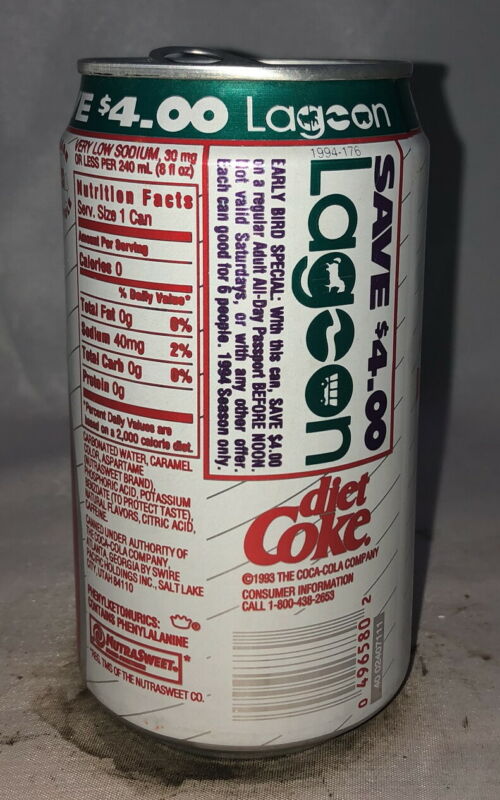 E $4.00 Lagoon
VERY LOW SODIUM, 30 mg
OR LESS PER 240 mL (8 fl oz)
Nutrition Facts
Serv. Size 1 Can
Amount Per Serving
Calories 0
% Daily Value*
Total Fat 0g 0%
Sodium 40mg 2%
Total Carb 0g 0%
Protein 0g
*Percent Daily Values are
based on a 2,000 calorie diet.
CARBONATED WATER, CARAMEL
COLOR, ASPARTAME
(NUTRASWEET BRAND),
PHOSPHORIC ACID, POTASSIUM
BENZOATE (TO PROTECT TASTE),
NATURAL FLAVORS, CITRIC ACID,
CAFFEINE.
CANNED UNDER AUTHORITY OF
THE COCA-COLA COMPANY,
ATLANTA, GEORGIA BY SWIRE
PACIFIC HOLDINGS INC., SALT LAKE
CITY, UTAH 84110
PHENYLKETONURICS:
CONTAINS PHENYLALANINE
NUTRASWEET®*
*REG. TMS OF THE NUTRASWEET CO.
1994-176
SAVE $4.00
Lagoon
EARLY BIRD SPECIAL: With this can, SAVE $4.00
on a regular Adult All-Day Passport BEFORE NOON
Not valid Saturdays, or with any other offer.
Each can good for 6 people. 1994 Season only.
diet
Coke.
©1993 THE COCA-COLA COMPANY
CONSUMER INFORMATION
CALL 1-800-438-2653
0 496580 2